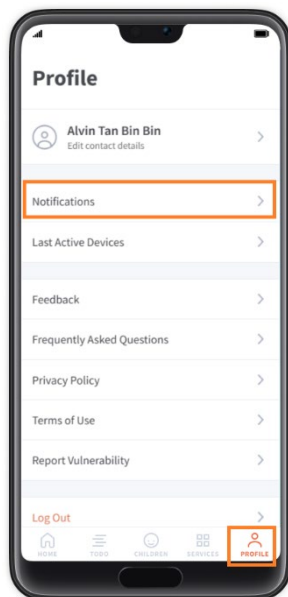 Profile
Alvin Tan Bin Bin
Edit contact details
Notifications
Last Active Devices
Feedback
Frequently Asked Questions
Privacy Policy
Terms of Use
Report Vulnerability
Log Out
HOME TODO CHILDREN SERVICES PROFILE